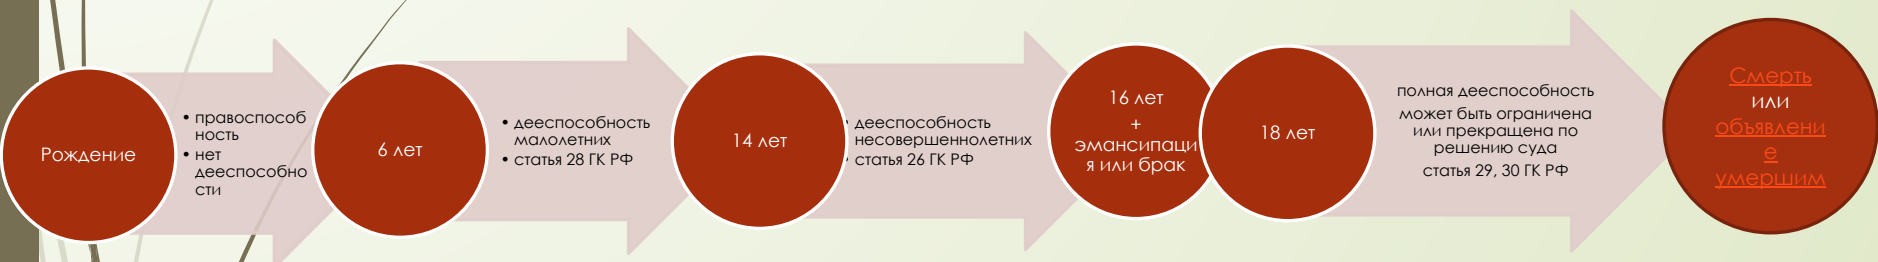 Рождение
• правоспособ
ность
• нет
дееспособно
сти
6 лет
• дееспособность
малолетних
• статья 28 ГК РФ
14 лет
• дееспособность
несовершеннолетних
• статья 26 ГК РФ
16 лет
+
эмансипаци
я или брак
18 лет
полная дееспособность
может быть ограничена
или прекращена по
решению суда
статья 29, 30 ГК РФ
Смерть
или
объявлени
е
умершим